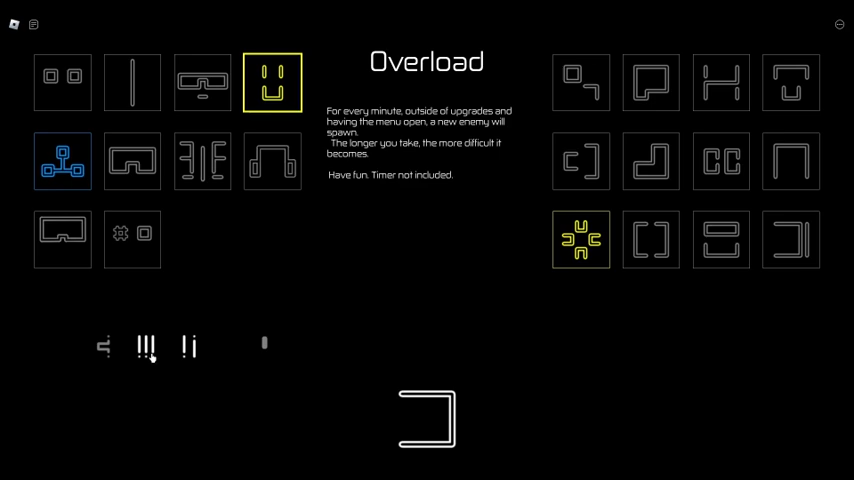 Overload
For every minute, outside of upgrades and
having the menu open, a new enemy will
spawn.
The longer you take, the more difficult it
becomes.
Have fun. Timer not included.